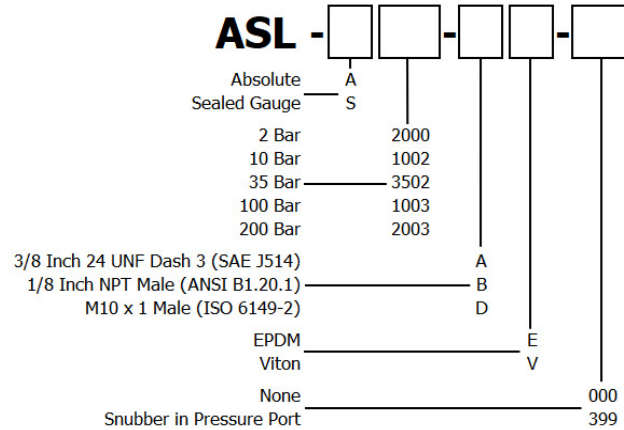 ASL - - -
Absolute A
Sealed Gauge S
2 Bar 2000
10 Bar 1002
35 Bar 3502
100 Bar 1003
200 Bar 2003
3/8 Inch 24 UNF Dash 3 (SAE J514) A
1/8 Inch NPT Male (ANSI B1.20.1) B
M10 x 1 Male (ISO 6149-2) D
EPDM E
Viton V
None 000
Snubber in Pressure Port 399